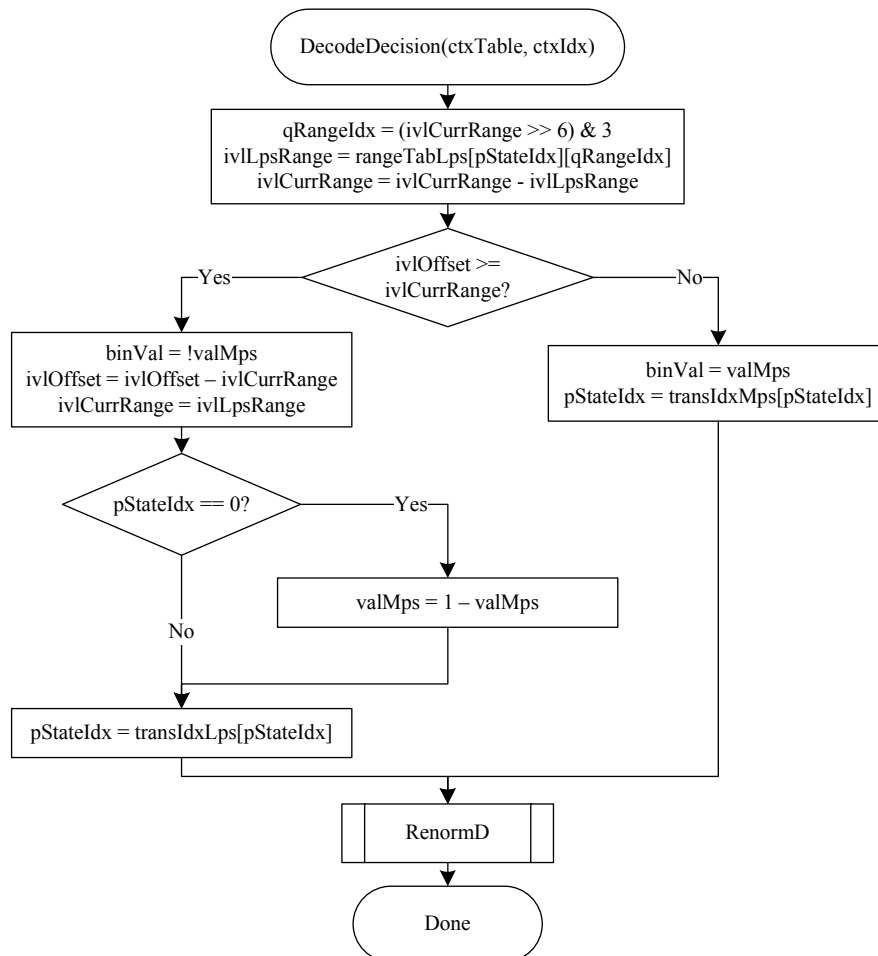 DecodeDecision(ctxTable, ctxIdx)
qRangeIdx = (ivlCurrRange >> 6) & 3
ivlLpsRange = rangeTabLps[pStateIdx][qRangeIdx]
ivlCurrRange = ivlCurrRange - ivlLpsRange
ivlOffset >=
ivlCurrRange?
Yes
No
binVal = !valMps
ivlOffset = ivlOffset – ivlCurrRange
ivlCurrRange = ivlLpsRange
binVal = valMps
pStateIdx = transIdxMps[pStateIdx]
pStateIdx == 0?
Yes
valMps = 1 – valMps
No
pStateIdx = transIdxLps[pStateIdx]
RenormD
Done